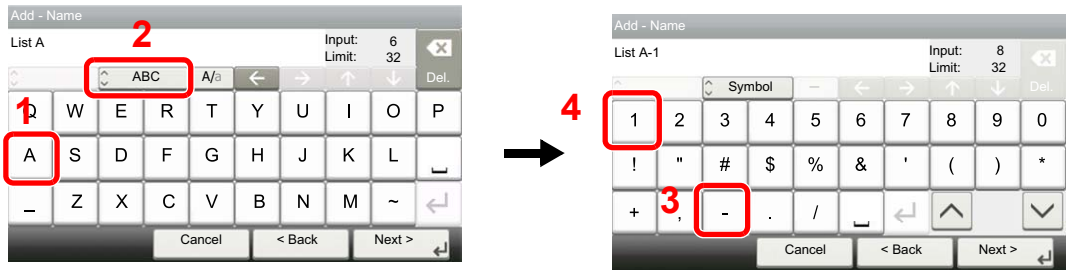 Add - Name
List A
2
Input: 6
Limit: 32
ABC
A/a
←
→
↑
↓
Del.
1
Q W E R T Y U I O P
A S D F G H J K L ␣
_ Z X C V B N M ~ ↵
Cancel < Back Next > ↵
Add - Name
List A-1
Input: 8
Limit: 32
Symbol
–
←
→
↑
↓
Del.
4
1 2 3 4 5 6 7 8 9 0
! " # $ % & ' ( ) *
3
+ , - . / ␣ ↵
Cancel < Back Next > ↵